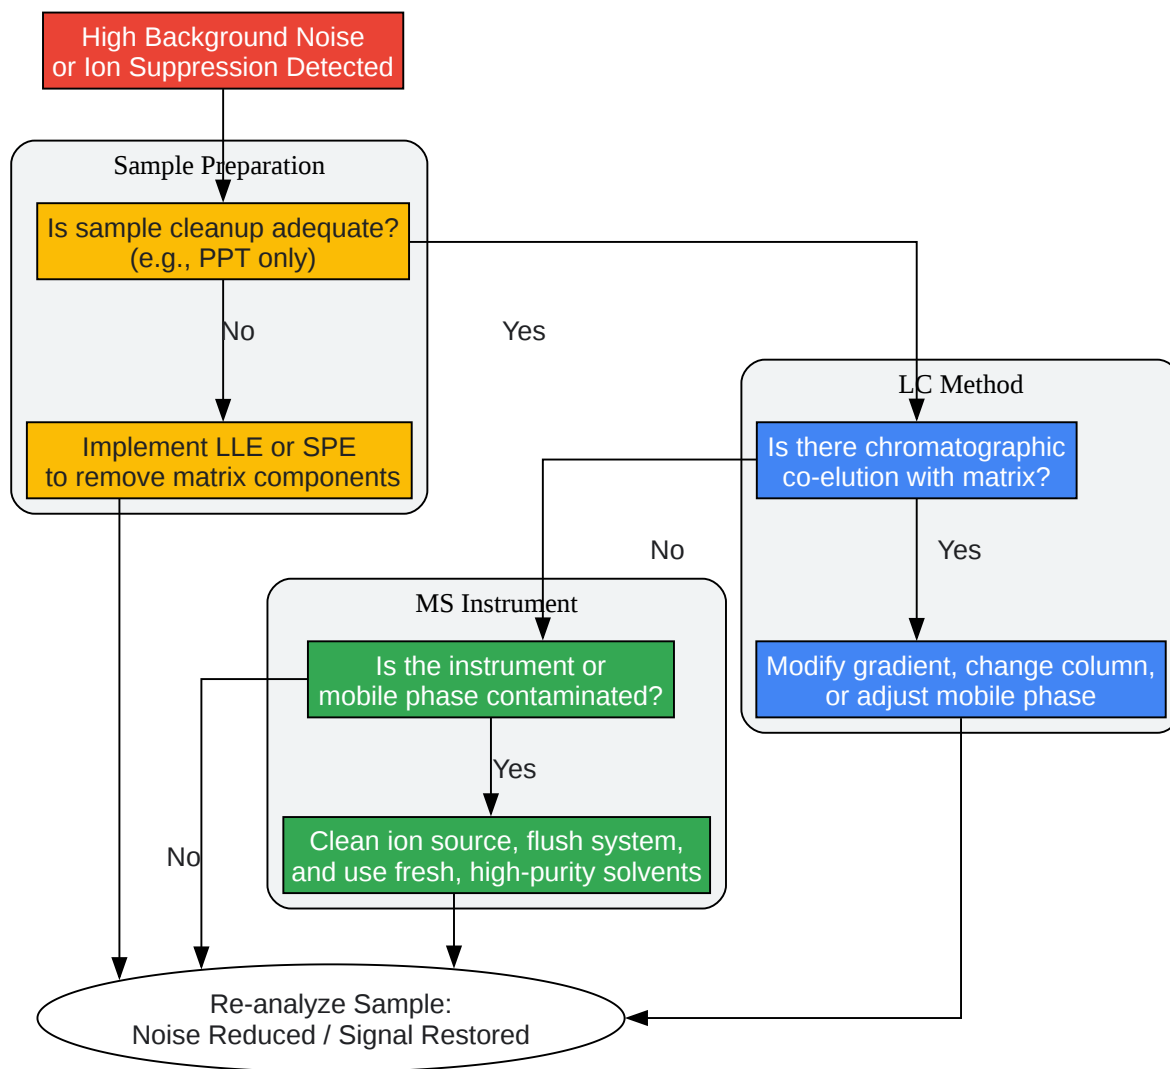 High Background Noise
or Ion Suppression Detected
Sample Preparation
Is sample cleanup adequate?
(e.g., PPT only)
No
Yes
Implement LLE or SPE
to remove matrix components
LC Method
Is there chromatographic
co-elution with matrix?
No
Yes
Modify gradient, change column,
or adjust mobile phase
MS Instrument
Is the instrument or
mobile phase contaminated?
Yes
No
Clean ion source, flush system,
and use fresh, high-purity solvents
Re-analyze Sample:
Noise Reduced / Signal Restored